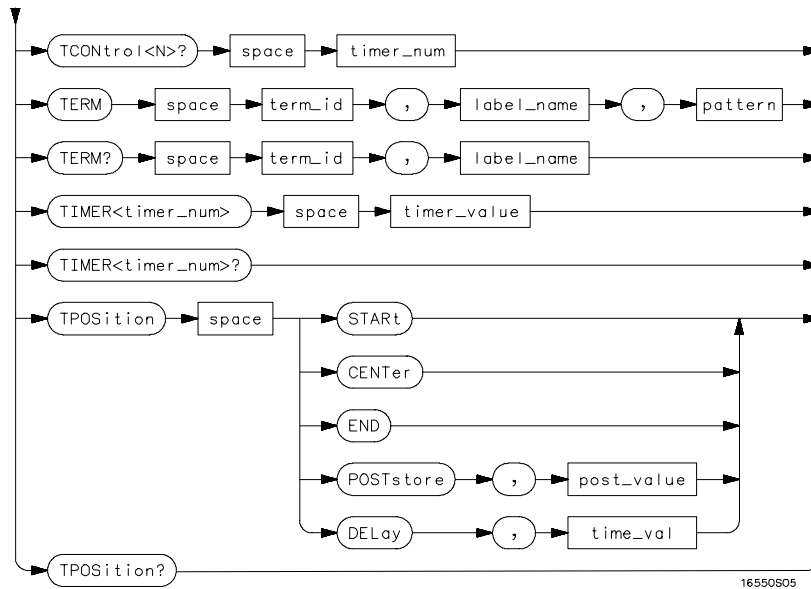 TCONtrol<N>? space timer_num
TERM space term_id , label_name , pattern
TERM? space term_id , label_name
TIMER<timer_num> space timer_value
TIMER<timer_num>?
TPOSition space STARt
CENTer
END
POSTstore , post_value
DELay , time_val
TPOSition?
16550S05